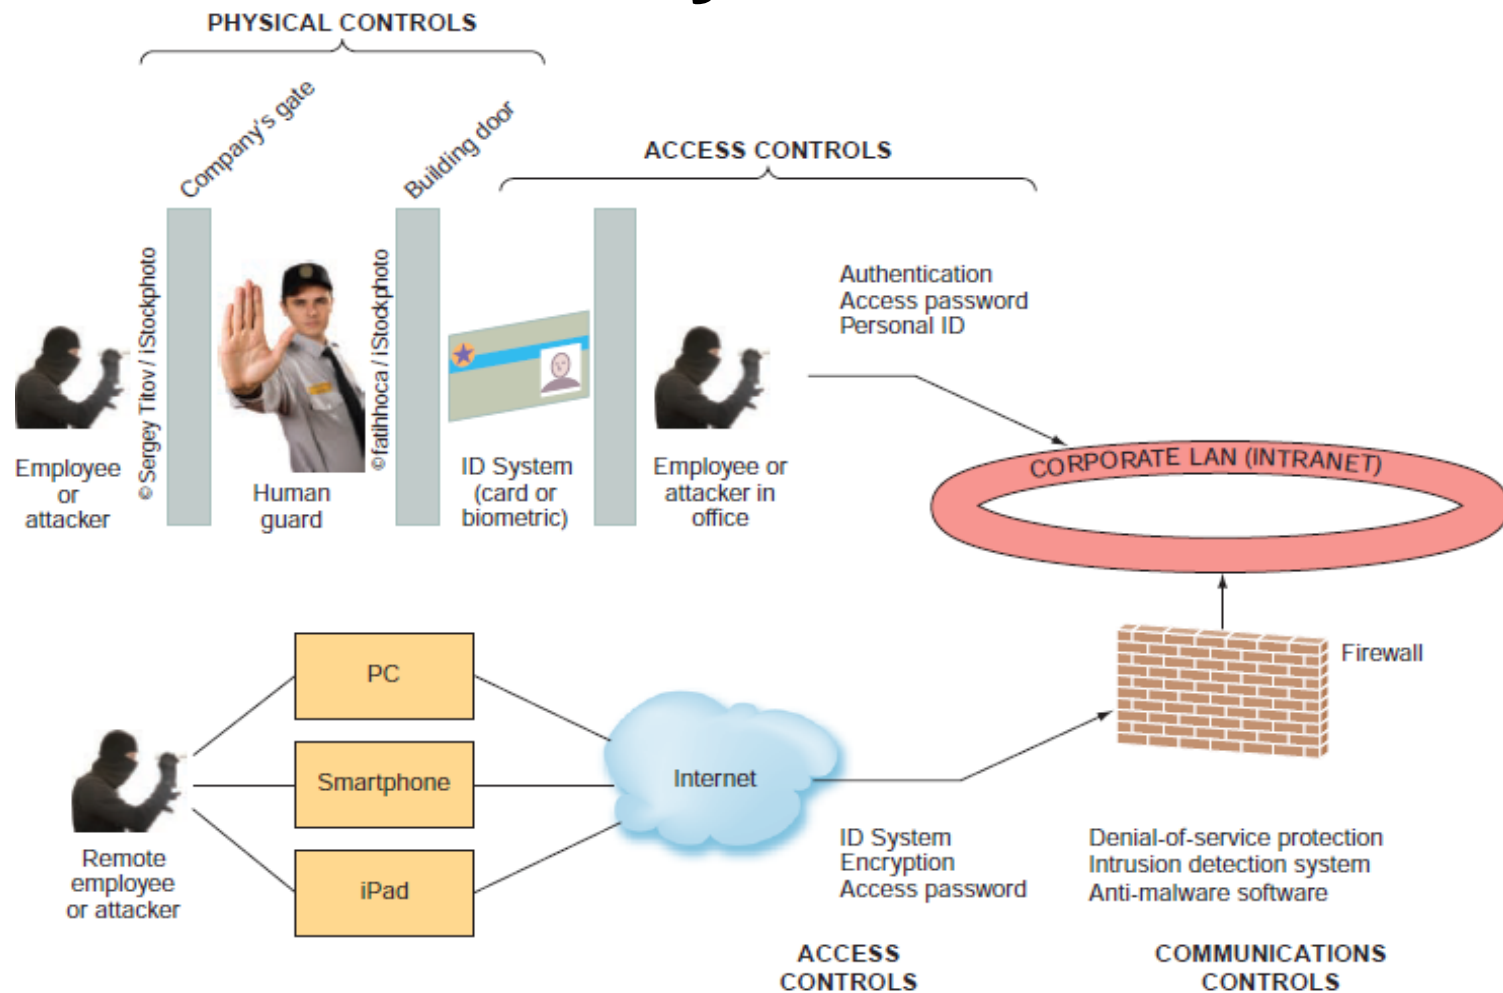 PHYSICAL CONTROLS
Company's gate
Building door
ACCESS CONTROLS
© Sergey Titov / iStockphoto
© fatihhoca / iStockphoto
Authentication
Access password
Personal ID
Employee
or
attacker
Human
guard
ID System
(card or
biometric)
Employee or
attacker in
office
CORPORATE LAN (INTRANET)
PC
Smartphone
iPad
Internet
Firewall
Remote
employee
or attacker
ID System
Encryption
Access password
Denial-of-service protection
Intrusion detection system
Anti-malware software
ACCESS
CONTROLS
COMMUNICATIONS
CONTROLS